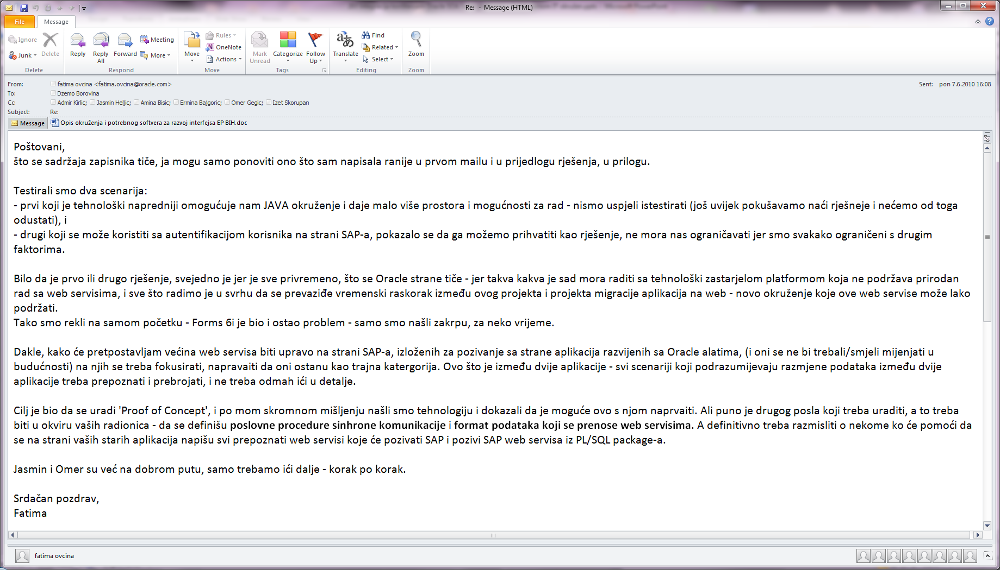 Re:  - Message (HTML)
File
Message
Ignore
Junk
Delete
Delete
Reply
Reply All
Forward
Meeting
More
Respond
Move
Rules
OneNote
Actions
Move
Mark Unread
Categorize
Follow Up
Tags
Translate
Find
Related
Select
Editing
Zoom
Zoom
From: fatima ovcina <fatima.ovcina@oracle.com>
Sent: pon 7.6.2010 16:08
To: Dzemo Borovina
Cc: Admir Kirlic; Jasmin Heljic; Amina Bisic; Ermina Bajgoric; Omer Gegic; Izet Skorupan
Subject: Re:
Message
Opis okruženja i potrebnog softvera za razvoj interfejsa EP BIH.doc
Poštovani,
što se sadržaja zapisnika tiče, ja mogu samo ponoviti ono što sam napisala ranije u prvom mailu i u prijedlogu rješenja, u prilogu.
Testirali smo dva scenarija:
- prvi koji je tehnološki napredniji omogućuje nam JAVA okruženje i daje malo više prostora i mogućnosti za rad - nismo uspjeli istestirati (još uvijek pokušavamo naći rješneje i nećemo od toga
odustati), i
- drugi koji se može koristiti sa autentifikacijom korisnika na strani SAP-a, pokazalo se da ga možemo prihvatiti kao rješenje, ne mora nas ograničavati jer smo svakako ograničeni s drugim
faktorima.
Bilo da je prvo ili drugo rješenje, svejedno je jer je sve privremeno, što se Oracle strane tiče - jer takva kakva je sad mora raditi sa tehnološki zastarjelom platformom koja ne podržava prirodan
rad sa web servisima, i sve što radimo je u svrhu da se prevaziđe vremenski raskorak između ovog projekta i projekta migracije aplikacija na web - novo okruženje koje ove web servise može lako
podržati.
Tako smo rekli na samom početku - Forms 6i je bio i ostao problem - samo smo našli zakrpu, za neko vrijeme.
Dakle, kako će pretpostavljam većina web servisa biti upravo na strani SAP-a, izloženih za pozivanje sa strane aplikacija razvijenih sa Oracle alatima, (i oni se ne bi trebali/smjeli mijenjati u
budućnosti) na njih se treba fokusirati, napravaiti da oni ostanu kao trajna katergorija. Ovo što je između dvije aplikacije - svi scenariji koji podrazumijevaju razmjene podataka između dvije
aplikacije treba prepoznati i prebrojati, i ne treba odmah ići u detalje.
Cilj je bio da se uradi 'Proof of Concept', i po mom skromnom mišljenju našli smo tehnologiju i dokazali da je moguće ovo s njom naprvaiti. Ali puno je drugog posla koji treba uraditi, a to treba
biti u okviru vaših radionica - da se definišu poslovne procedure sinhrone komunikacije i format podataka koji se prenose web servisima. A definitivno treba razmisliti o nekome ko će pomoći da
se na strani vaših starih aplikacija napišu svi prepoznati web servisi koje će pozivati SAP i pozivi SAP web servisa iz PL/SQL package-a.
Jasmin i Omer su već na dobrom putu, samo trebamo ići dalje - korak po korak.
Srdačan pozdrav,
Fatima
fatima ovcina